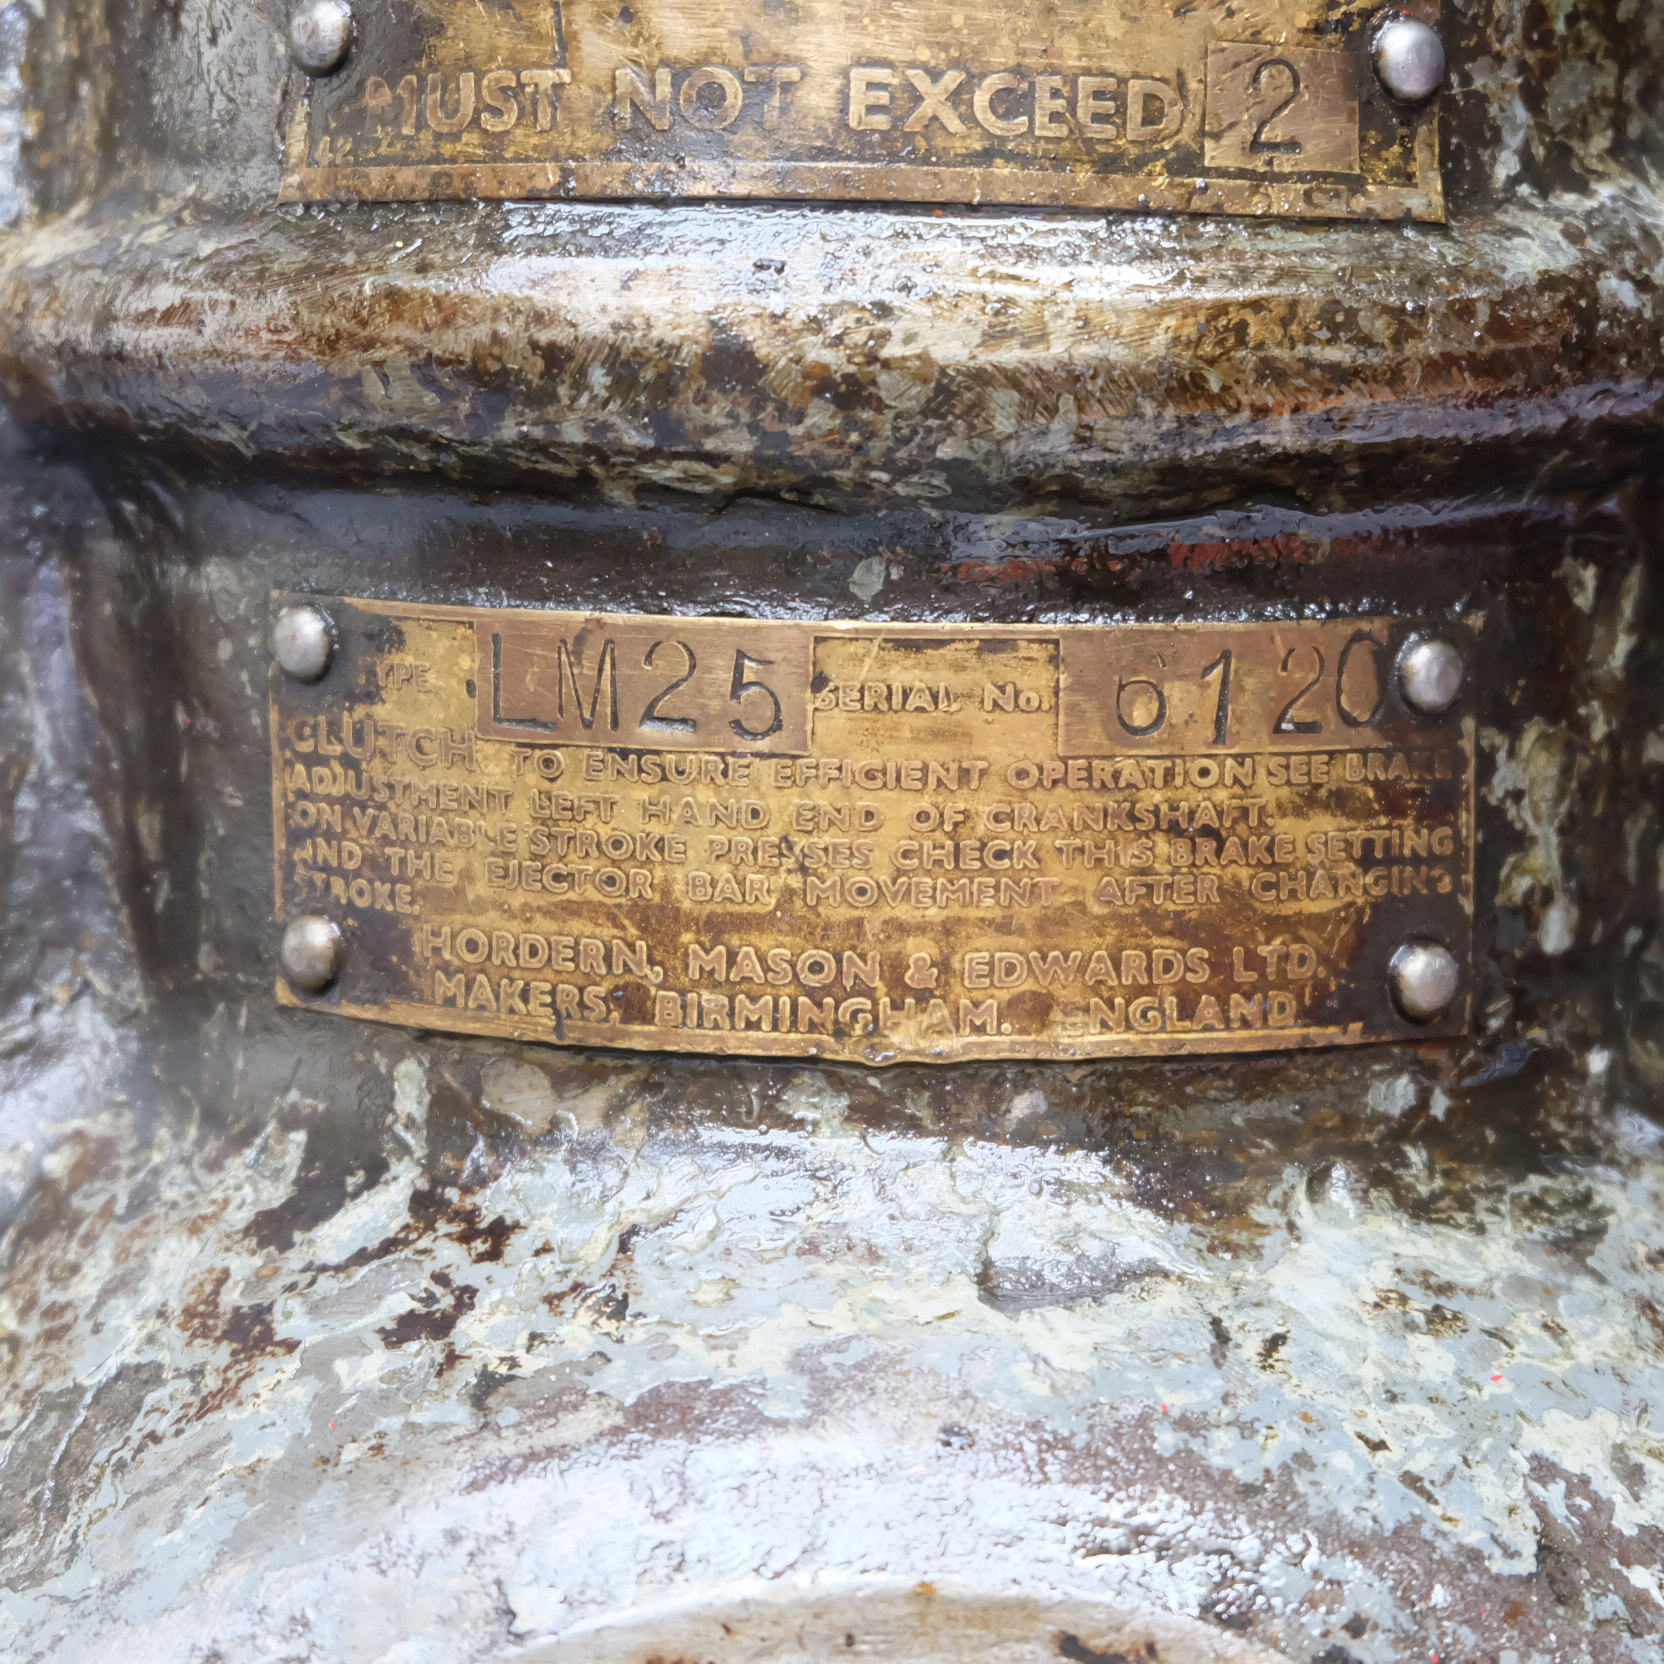 MUST NOT EXCEED 2
TYPE LM25 SERIAL No. 6120
CLUTCH. TO ENSURE EFFICIENT OPERATION SEE BRAKE
ADJUSTMENT LEFT HAND END OF CRANKSHAFT.
ON VARIABLE STROKE PRESSES CHECK THIS BRAKE SETTING
AND THE EJECTOR BAR MOVEMENT AFTER CHANGING
STROKE.
HORDERN, MASON & EDWARDS LTD.
MAKERS. BIRMINGHAM. ENGLAND